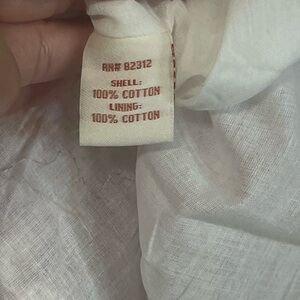 RN# 82312
SHELL:
100% COTTON
LINING:
100% COTTON